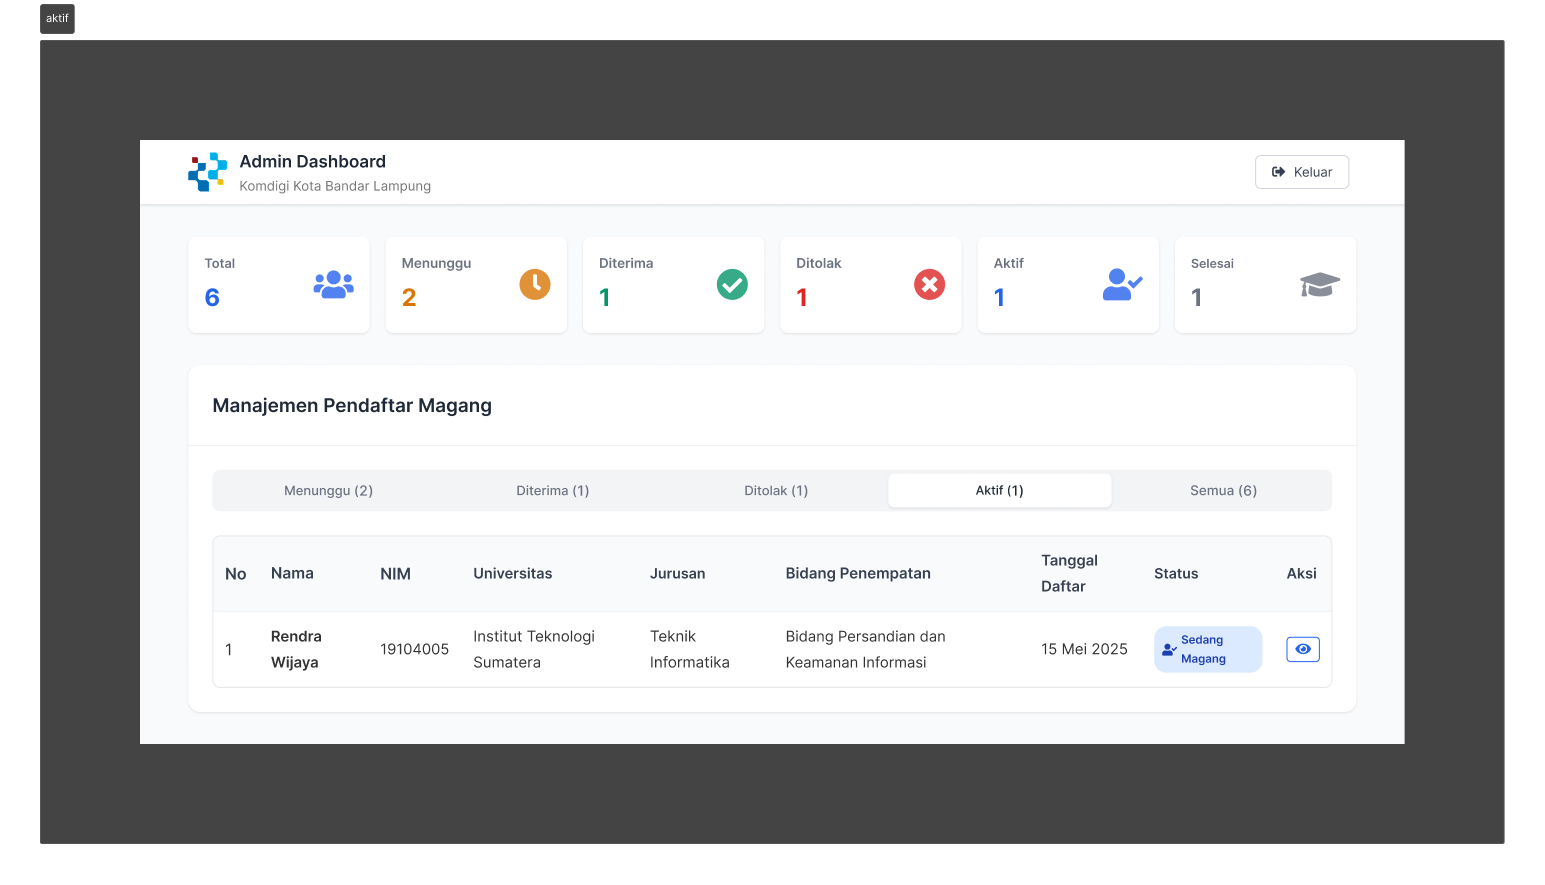 aktif
Admin Dashboard
Komdigi Kota Bandar Lampung
Keluar
Total
6
Menunggu
2
Diterima
1
Ditolak
1
Aktif
1
Selesai
1
Manajemen Pendaftar Magang
Menunggu (2)
Diterima (1)
Ditolak (1)
Aktif (1)
Semua (6)
No
Nama
NIM
Universitas
Jurusan
Bidang Penempatan
Tanggal
Daftar
Status
Aksi
1
Rendra
Wijaya
19104005
Institut Teknologi
Sumatera
Teknik
Informatika
Bidang Persandian dan
Keamanan Informasi
15 Mei 2025
Sedang
Magang